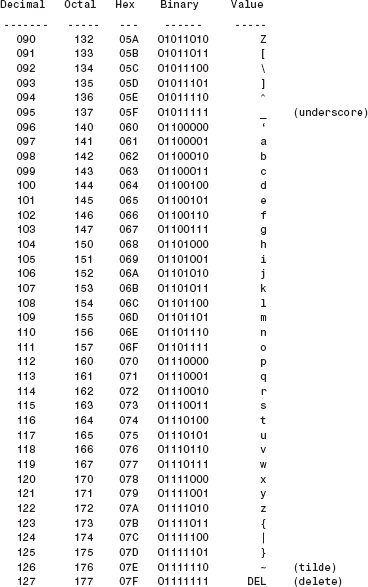 Decimal Octal Hex Binary Value
------- ----- --- ------ -----
090 132 05A 01011010 Z
091 133 05B 01011011 [
092 134 05C 01011100 \
093 135 05D 01011101 ]
094 136 05E 01011110 ^
095 137 05F 01011111 _ (underscore)
096 140 060 01100000 ‘
097 141 061 01100001 a
098 142 062 01100010 b
099 143 063 01100011 c
100 144 064 01100100 d
101 145 065 01100101 e
102 146 066 01100110 f
103 147 067 01100111 g
104 150 068 01101000 h
105 151 069 01101001 i
106 152 06A 01101010 j
107 153 06B 01101011 k
108 154 06C 01101100 l
109 155 06D 01101101 m
110 156 06E 01101110 n
111 157 06F 01101111 o
112 160 070 01110000 p
113 161 071 01110001 q
114 162 072 01110010 r
115 163 073 01110011 s
116 164 074 01110100 t
117 165 075 01110101 u
118 166 076 01110110 v
119 167 077 01110111 w
120 170 078 01111000 x
121 171 079 01111001 y
122 172 07A 01111010 z
123 173 07B 01111011 {
124 174 07C 01111100 |
125 175 07D 01111101 }
126 176 07E 01111110 ~ (tilde)
127 177 07F 01111111 DEL (delete)